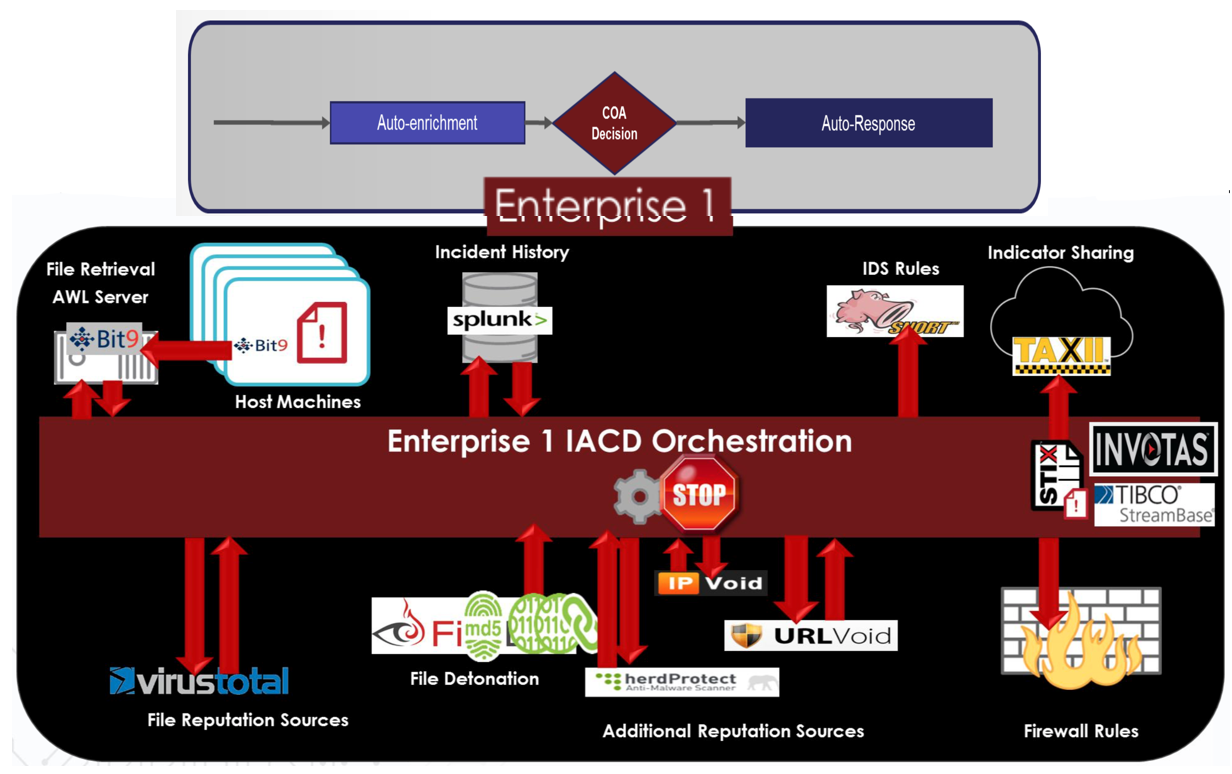 Auto-enrichment
COA
Decision
Auto-Response
Enterprise 1
File Retrieval
AWL Server
Bit9
Bit9
Host Machines
Incident History
splunk>
IDS Rules
SNORT
Indicator Sharing
TAXII
Enterprise 1 IACD Orchestration
STOP
STIX
INVOTAS
TIBCO®
StreamBase®
virustotal
File Reputation Sources
Fi
md5
File Detonation
IP Void
URLVoid
herdProtect
Anti-Malware Scanner
Additional Reputation Sources
Firewall Rules